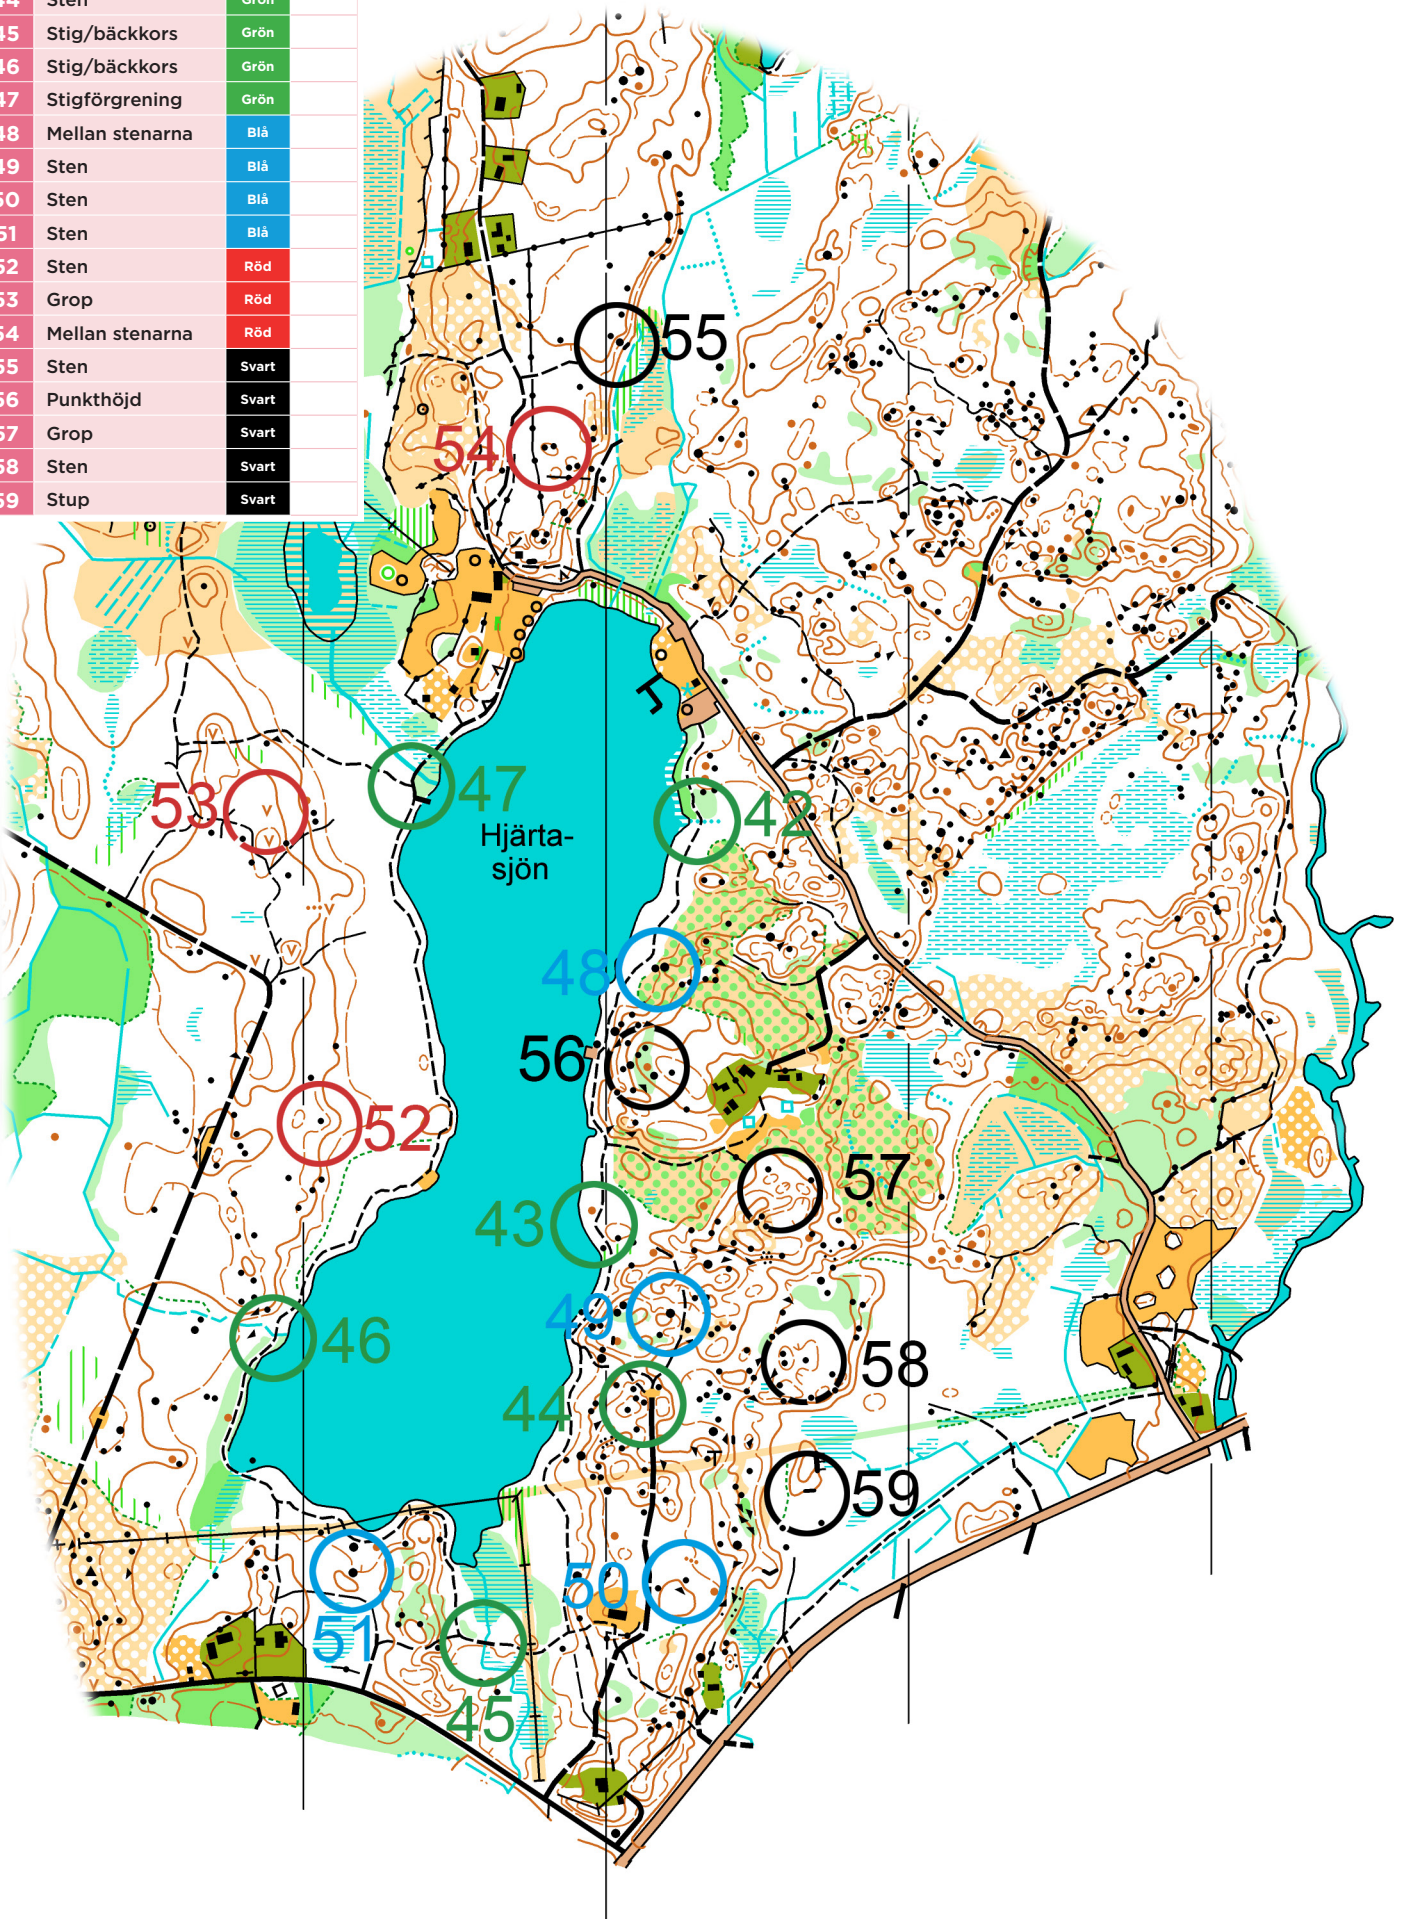 44 Sten Grön
45 Stig/bäckkors Grön
46 Stig/bäckkors Grön
47 Stigförgrening Grön
48 Mellan stenarna Blå
49 Sten Blå
50 Sten Blå
51 Sten Blå
52 Sten Röd
53 Grop Röd
54 Mellan stenarna Röd
55 Sten Svart
56 Punkthöjd Svart
57 Grop Svart
58 Sten Svart
59 Stup Svart
55
54
47
53
42
Hjärta-
sjön
48
56
52
57
43
49
46
58
44
59
50
51
45